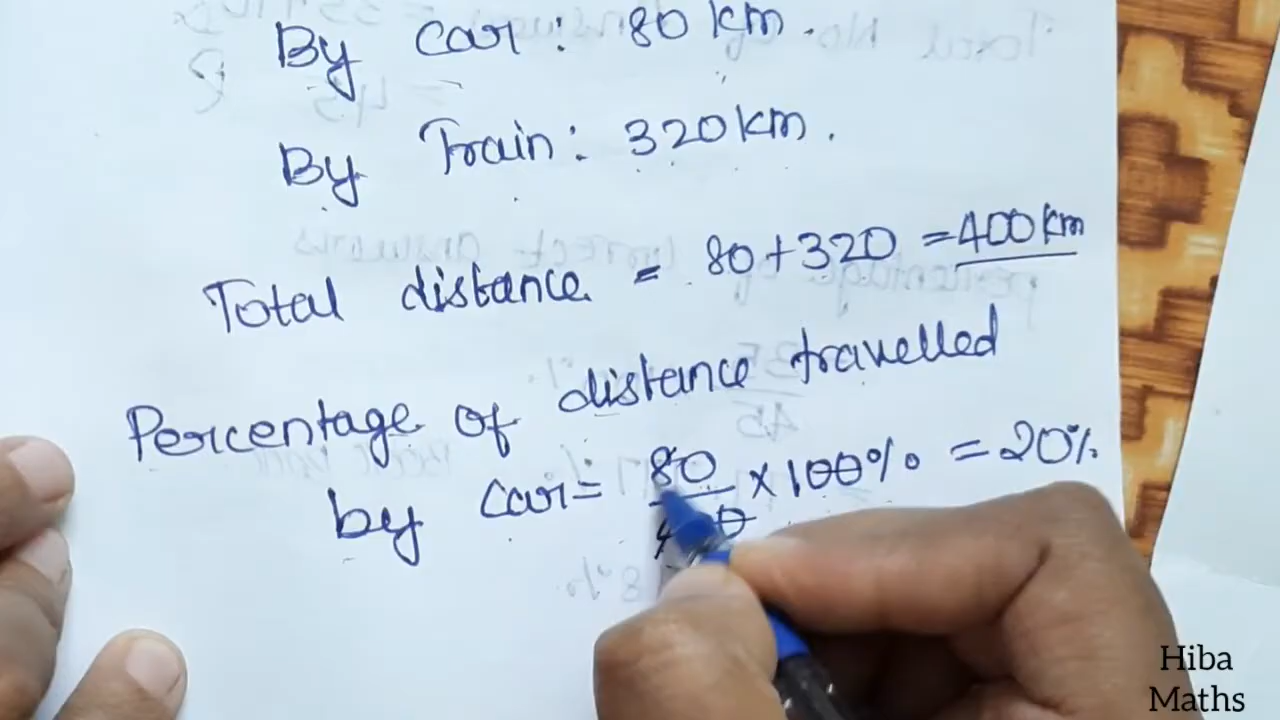 By Car : 80 km.
By Train : 320 km.
Total distance = 80 + 320 = 400 km
Percentage of distance travelled
by Car = 80/400 × 100% = 20%
Hiba
Maths